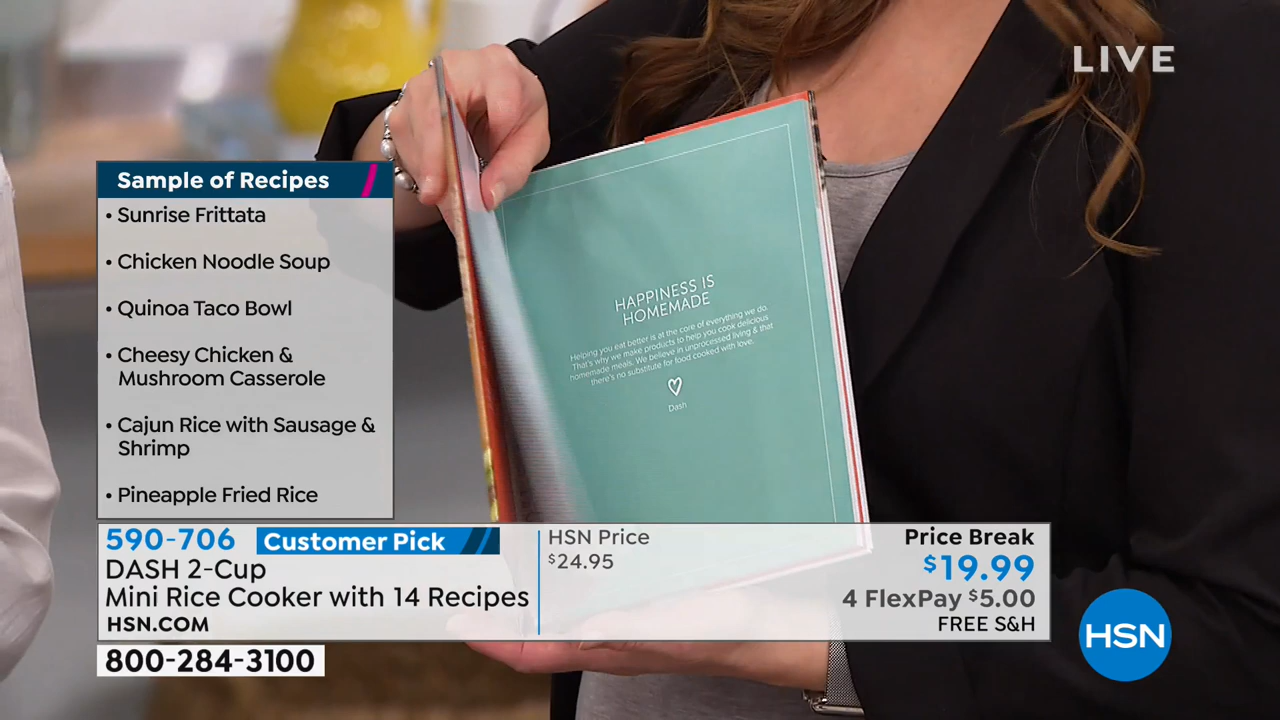 LIVE
Sample of Recipes
• Sunrise Frittata
• Chicken Noodle Soup
• Quinoa Taco Bowl
• Cheesy Chicken &
Mushroom Casserole
• Cajun Rice with Sausage &
Shrimp
• Pineapple Fried Rice
HAPPINESS IS
HOMEMADE
Helping you eat better is at the core of everything we do.
That's why we make products to help you cook delicious
homemade meals. We believe in unprocessed living & that
there's no substitute for food cooked with love.
Dash
590-706 Customer Pick
DASH 2-Cup
Mini Rice Cooker with 14 Recipes
HSN.COM
HSN Price
$24.95
Price Break
$19.99
4 FlexPay $5.00
FREE S&H
800-284-3100
HSN